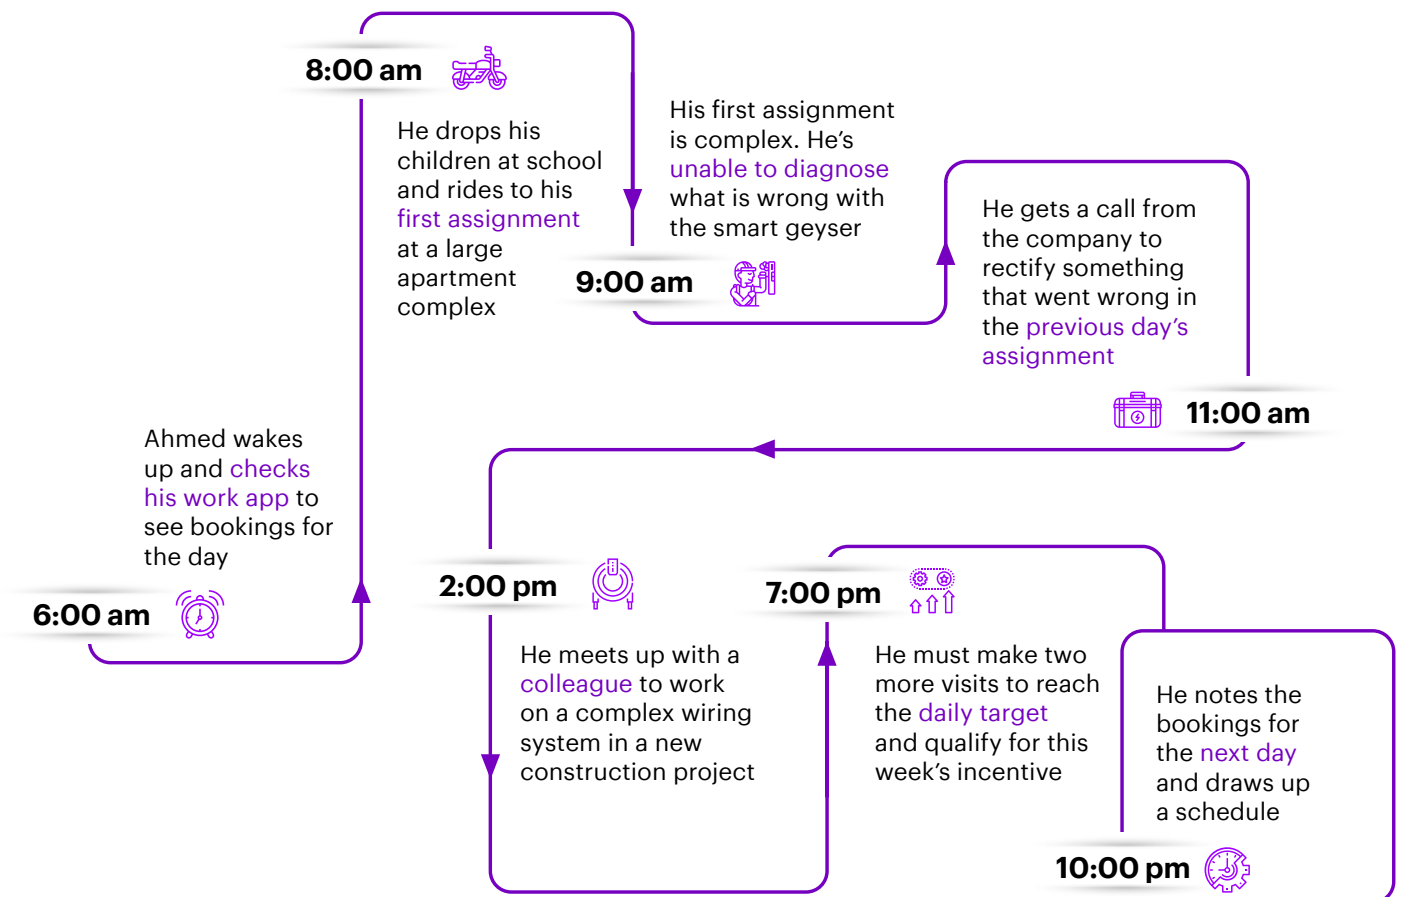 6:00 am
Ahmed wakes
up and checks
his work app to
see bookings for
the day
8:00 am
He drops his
children at school
and rides to his
first assignment
at a large
apartment
complex
9:00 am
His first assignment
is complex. He’s
unable to diagnose
what is wrong with
the smart geyser
11:00 am
He gets a call from
the company to
rectify something
that went wrong in
the previous day’s
assignment
2:00 pm
He meets up with a
colleague to work
on a complex wiring
system in a new
construction project
7:00 pm
He must make two
more visits to reach
the daily target
and qualify for this
week’s incentive
10:00 pm
He notes the
bookings for
the next day
and draws up
a schedule